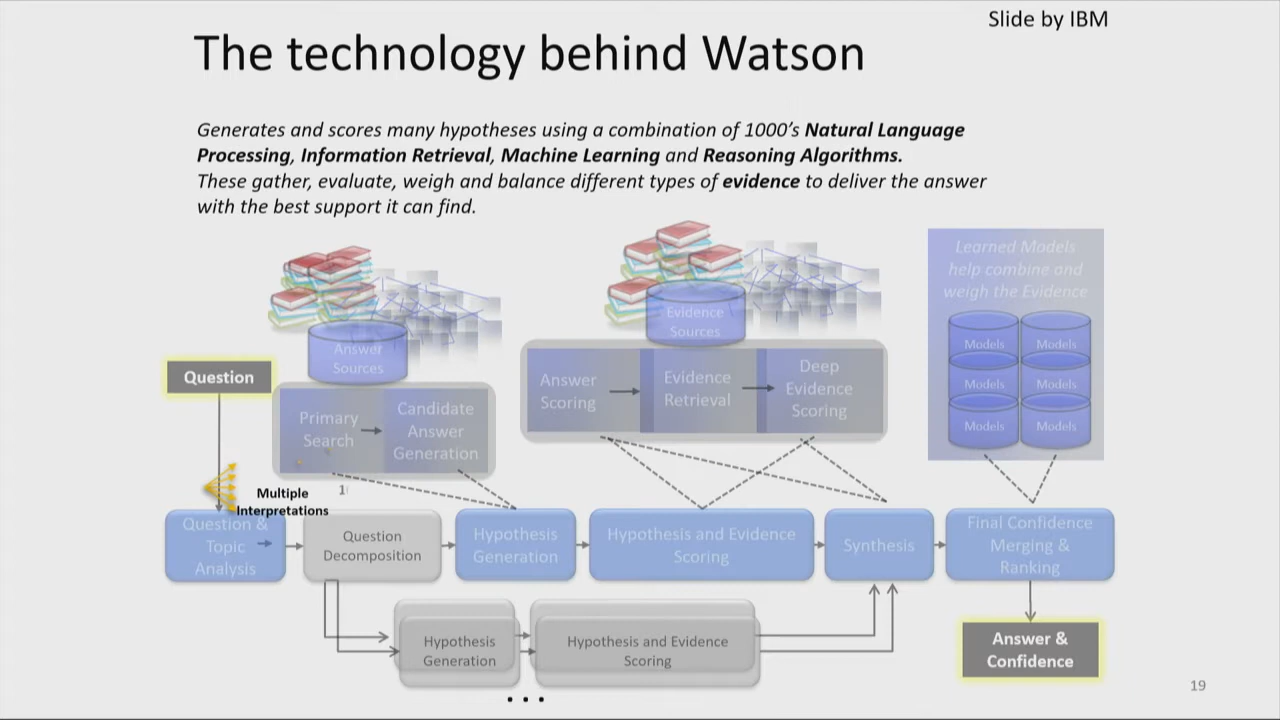 Slide by IBM
The technology behind Watson
Generates and scores many hypotheses using a combination of 1000's Natural Language
Processing, Information Retrieval, Machine Learning and Reasoning Algorithms.
These gather, evaluate, weigh and balance different types of evidence to deliver the answer
with the best support it can find.
Learned Models
help combine and
weigh the Evidence
Answer
Sources
Evidence
Sources
Models
Models
Models
Models
Models
Models
Question
Primary
Search
Candidate
Answer
Generation
Answer
Scoring
Evidence
Retrieval
Deep
Evidence
Scoring
Multiple
Interpretations
Question &
Topic
Analysis
Question
Decomposition
Hypothesis
Generation
Hypothesis and Evidence
Scoring
Synthesis
Final Confidence
Merging &
Ranking
Hypothesis
Generation
Hypothesis and Evidence
Scoring
Answer &
Confidence
. . .
19